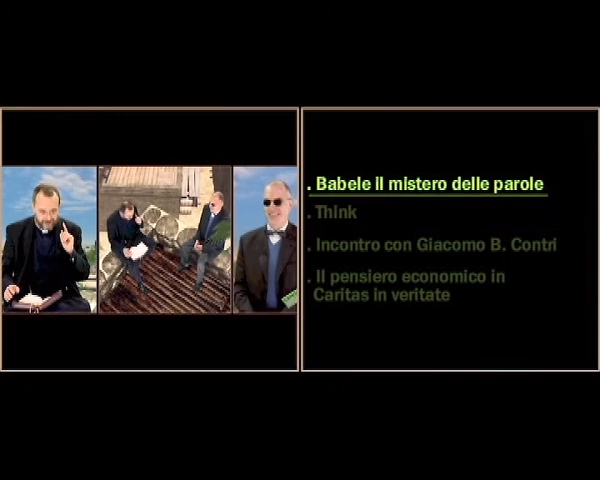 . Babele il mistero delle parole
. Think
. Incontro con Giacomo B. Contri
. Il pensiero economico in
Caritas in veritate